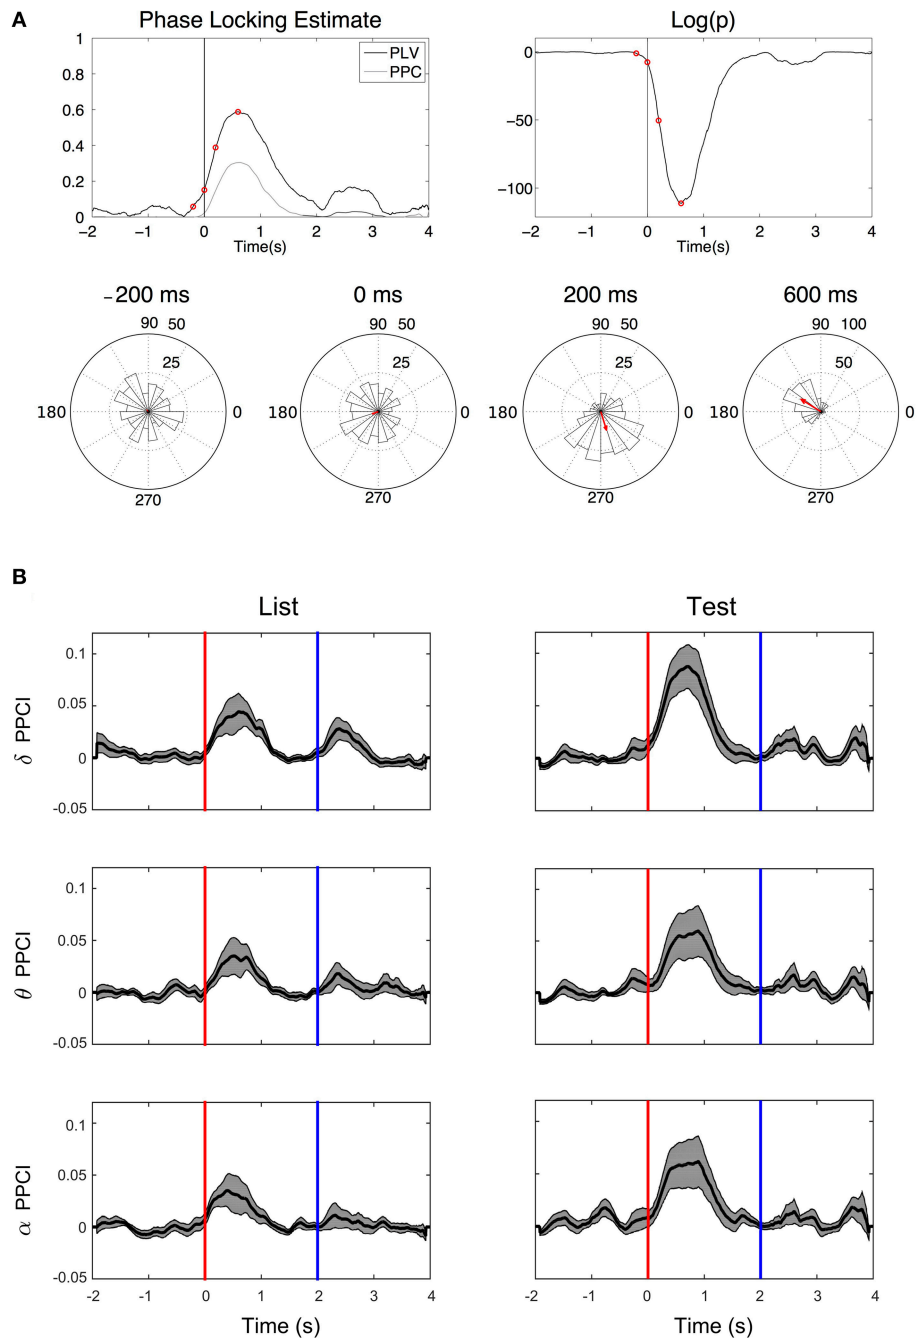 A
Phase Locking Estimate
1
0.8
0.6
0.4
0.2
0
PLV
PPC
−2 −1 0 1 2 3 4
Time(s)
Log(p)
0
−50
−100
−2 −1 0 1 2 3 4
Time(s)
−200 ms
90 50
25
180
0
270
0 ms
90 50
25
180
0
270
200 ms
90 50
25
180
0
270
600 ms
90 100
50
180
0
270
B
List
Test
δ PPCI
0.1
0.05
0
-0.05
θ PPCI
0.1
0.05
0
-0.05
α PPCI
0.1
0.05
0
-0.05
-2 -1 0 1 2 3 4
Time (s)
-2 -1 0 1 2 3 4
Time (s)